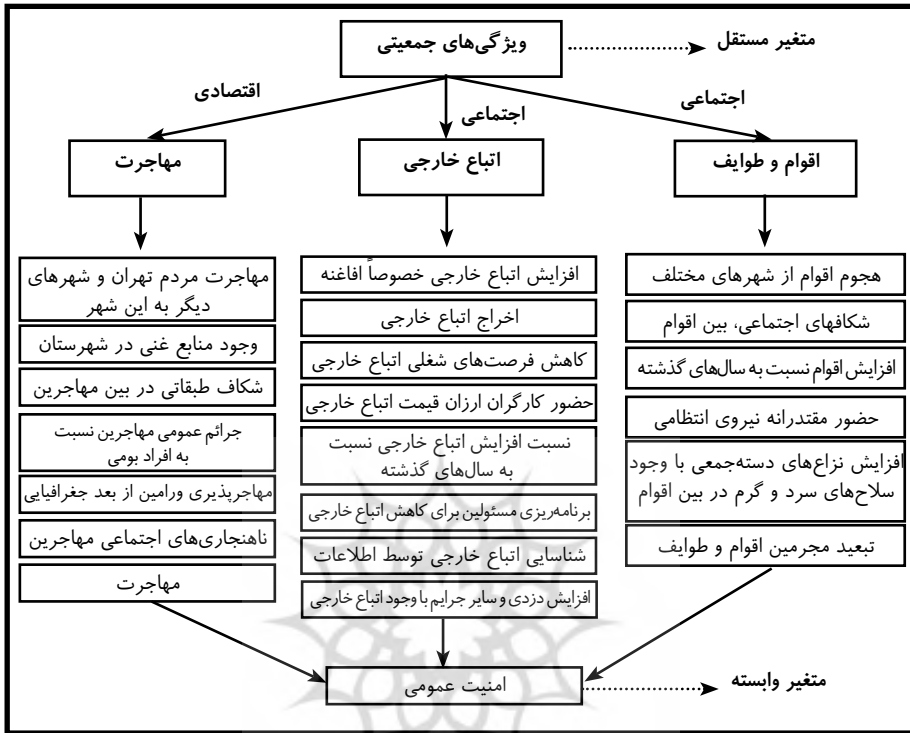 ویژگی‌های جمعیتی
متغیر مستقل
اجتماعی
اجتماعی
اقتصادی
اقوام و طوایف
اتباع خارجی
مهاجرت
هجوم اقوام از شهرهای مختلف
شکافهای اجتماعی، بین اقوام
افزایش اقوام نسبت به سال‌های گذشته
حضور مقتدرانه نیروی انتظامی
افزایش نزاع‌های دسته‌جمعی با وجود
سلاح‌های سرد و گرم در بین اقوام
تبعید مجرمین اقوام و طوایف
افزایش اتباع خارجی خصوصاً افاغنه
اخراج اتباع خارجی
کاهش فرصت‌های شغلی اتباع خارجی
حضور کارگران ارزان قیمت اتباع خارجی
نسبت افزایش اتباع خارجی نسبت
به سال‌های گذشته
برنامه‌ریزی مسئولین برای کاهش اتباع خارجی
شناسایی اتباع خارجی توسط اطلاعات
افزایش دزدی و سایر جرایم با وجود اتباع خارجی
مهاجرت مردم تهران و شهرهای
دیگر به این شهر
وجود منابع غنی در شهرستان
شکاف طبقاتی در بین مهاجرین
جرائم عمومی مهاجرین نسبت
به افراد بومی
مهاجرپذیری ورامین از بعد جغرافیایی
ناهنجاری‌های اجتماعی مهاجرین
مهاجرت
امنیت عمومی
متغیر وابسته